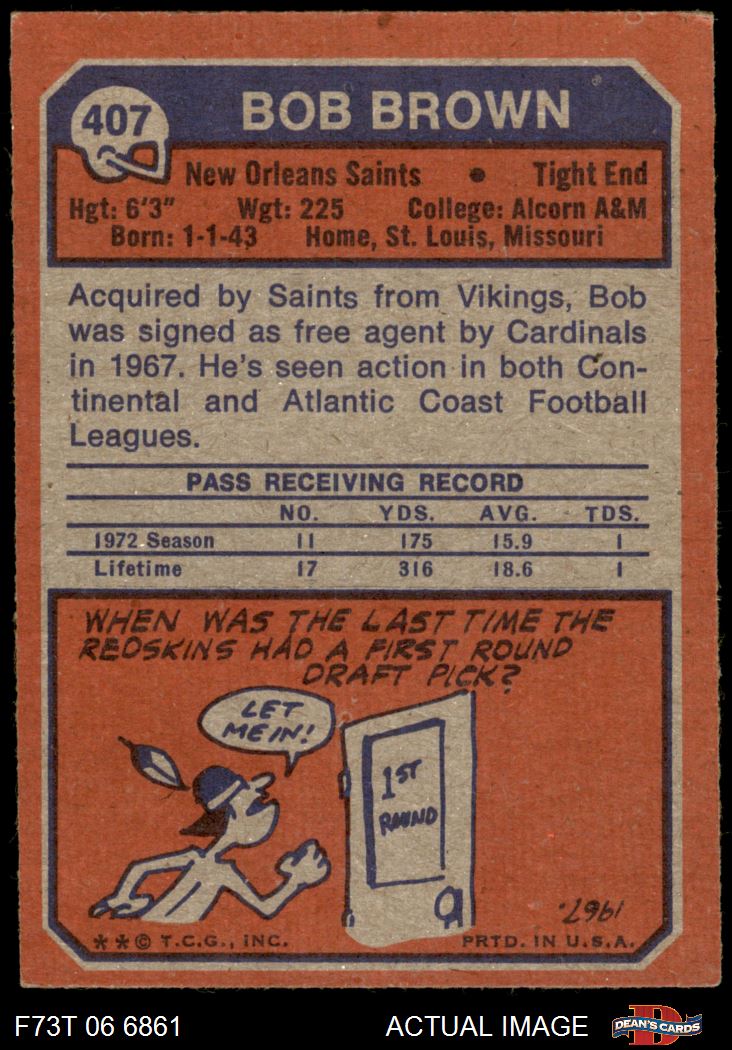 407
BOB BROWN
New Orleans Saints • Tight End
Hgt: 6'3" Wgt: 225 College: Alcorn A&M
Born: 1-1-43 Home, St. Louis, Missouri
Acquired by Saints from Vikings, Bob
was signed as free agent by Cardinals
in 1967. He's seen action in both Con-
tinental and Atlantic Coast Football
Leagues.
PASS RECEIVING RECORD
NO. YDS. AVG. TDS.
1972 Season 11 175 15.9 1
Lifetime 17 316 18.6 1
WHEN WAS THE LAST TIME THE
REDSKINS HAD A FIRST ROUND
DRAFT PICK?
LET
ME IN!
1ST
ROUND
1967.
**© T.C.G., INC. PRTD. IN U.S.A.
F73T 06 6861 ACTUAL IMAGE
D
DEAN'S CARDS